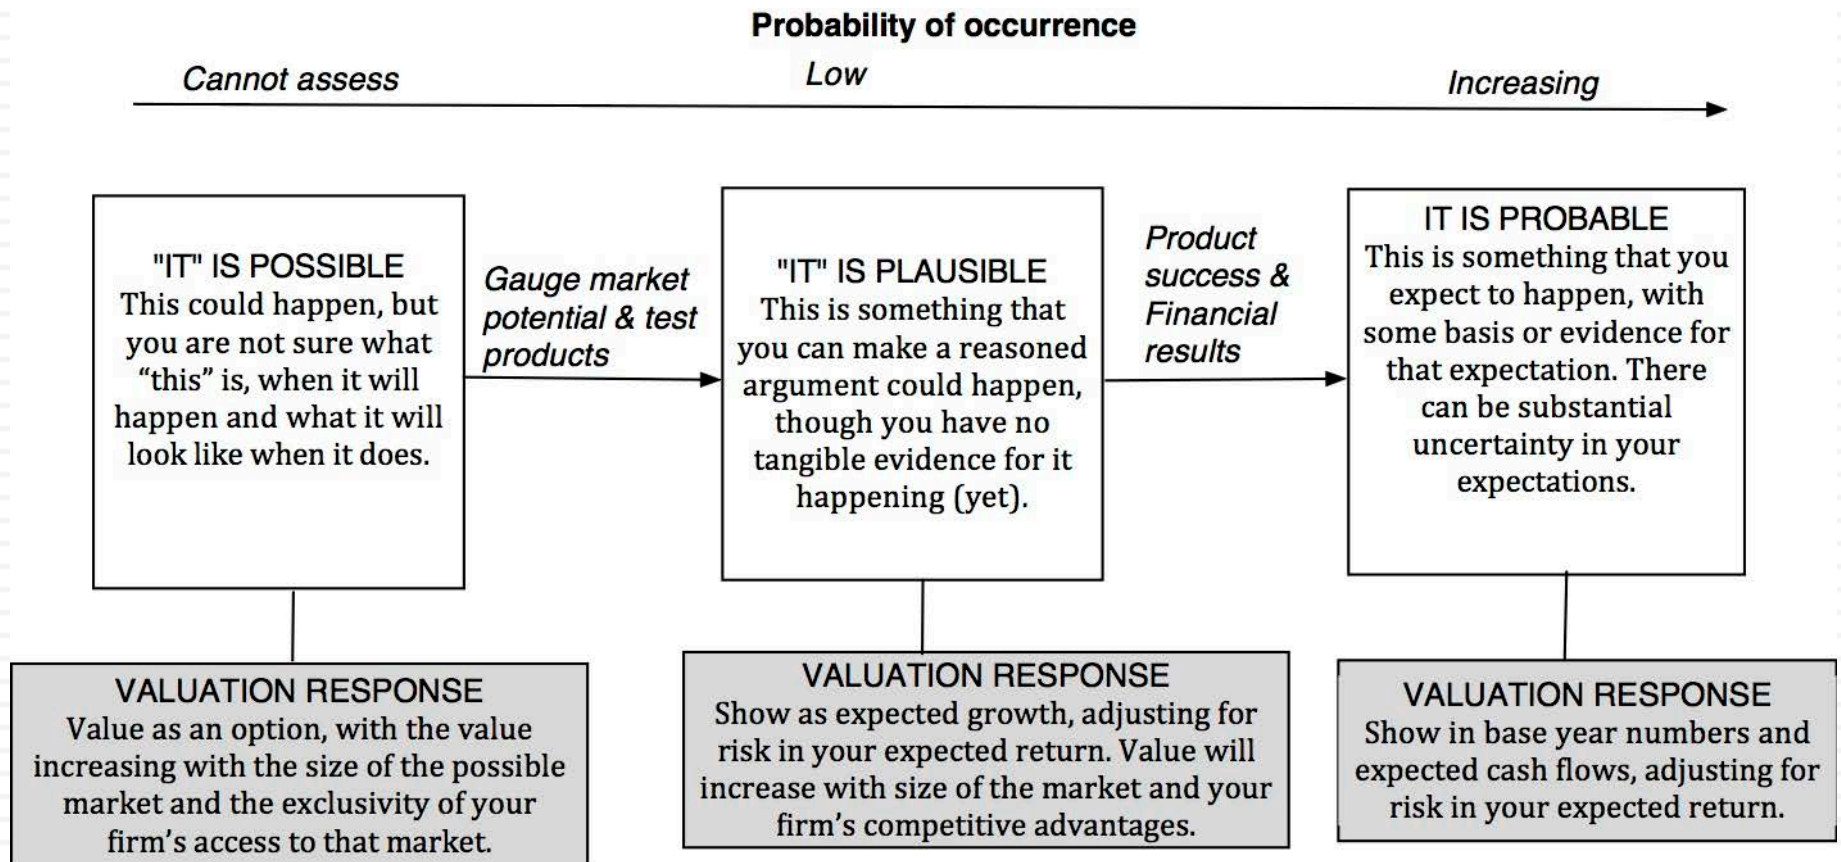 Probability of occurrence
Cannot assess
Low
Increasing
"IT" IS POSSIBLE
This could happen, but
you are not sure what
“this” is, when it will
happen and what it will
look like when it does.
Gauge market
potential & test
products
"IT" IS PLAUSIBLE
This is something that
you can make a reasoned
argument could happen,
though you have no
tangible evidence for it
happening (yet).
Product
success &
Financial
results
IT IS PROBABLE
This is something that you
expect to happen, with
some basis or evidence for
that expectation. There
can be substantial
uncertainty in your
expectations.
VALUATION RESPONSE
Value as an option, with the value
increasing with the size of the possible
market and the exclusivity of your
firm’s access to that market.
VALUATION RESPONSE
Show as expected growth, adjusting for
risk in your expected return. Value will
increase with size of the market and your
firm’s competitive advantages.
VALUATION RESPONSE
Show in base year numbers and
expected cash flows, adjusting for
risk in your expected return.